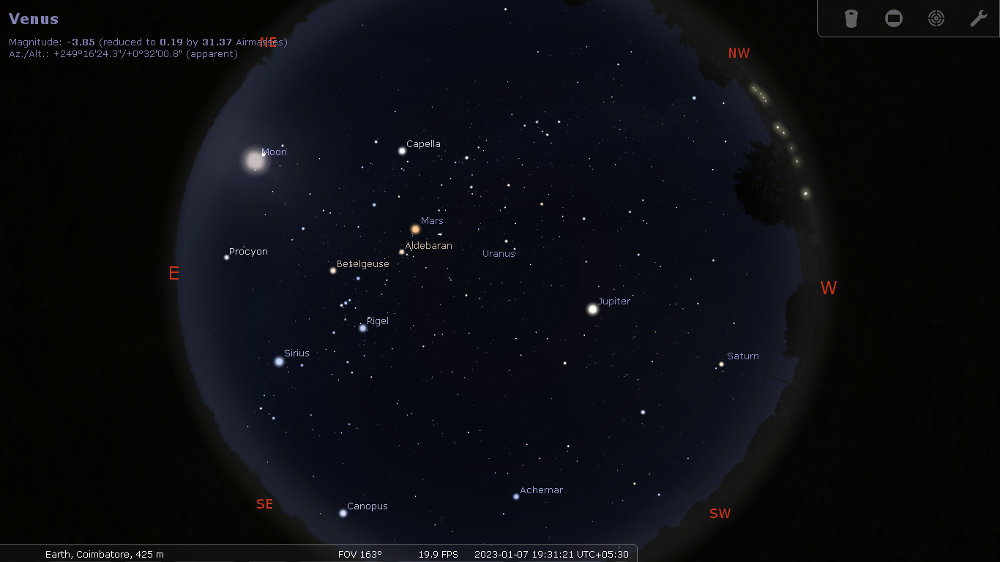 Venus
Magnitude: -3.85 (reduced to 0.19 by 31.37 Airmasses)
Az./Alt.: +249°16'24.3"/+0°32'00.8" (apparent)
NE
NW
Capella
Moon
Mars
Aldebaran
Procyon
Uranus
Betelgeuse
E
W
Jupiter
Rigel
Sirius
Saturn
Achernar
SE
Canopus
SW
Earth, Coimbatore, 425 m FOV 163° 19.9 FPS 2023-01-07 19:31:21 UTC+05:30